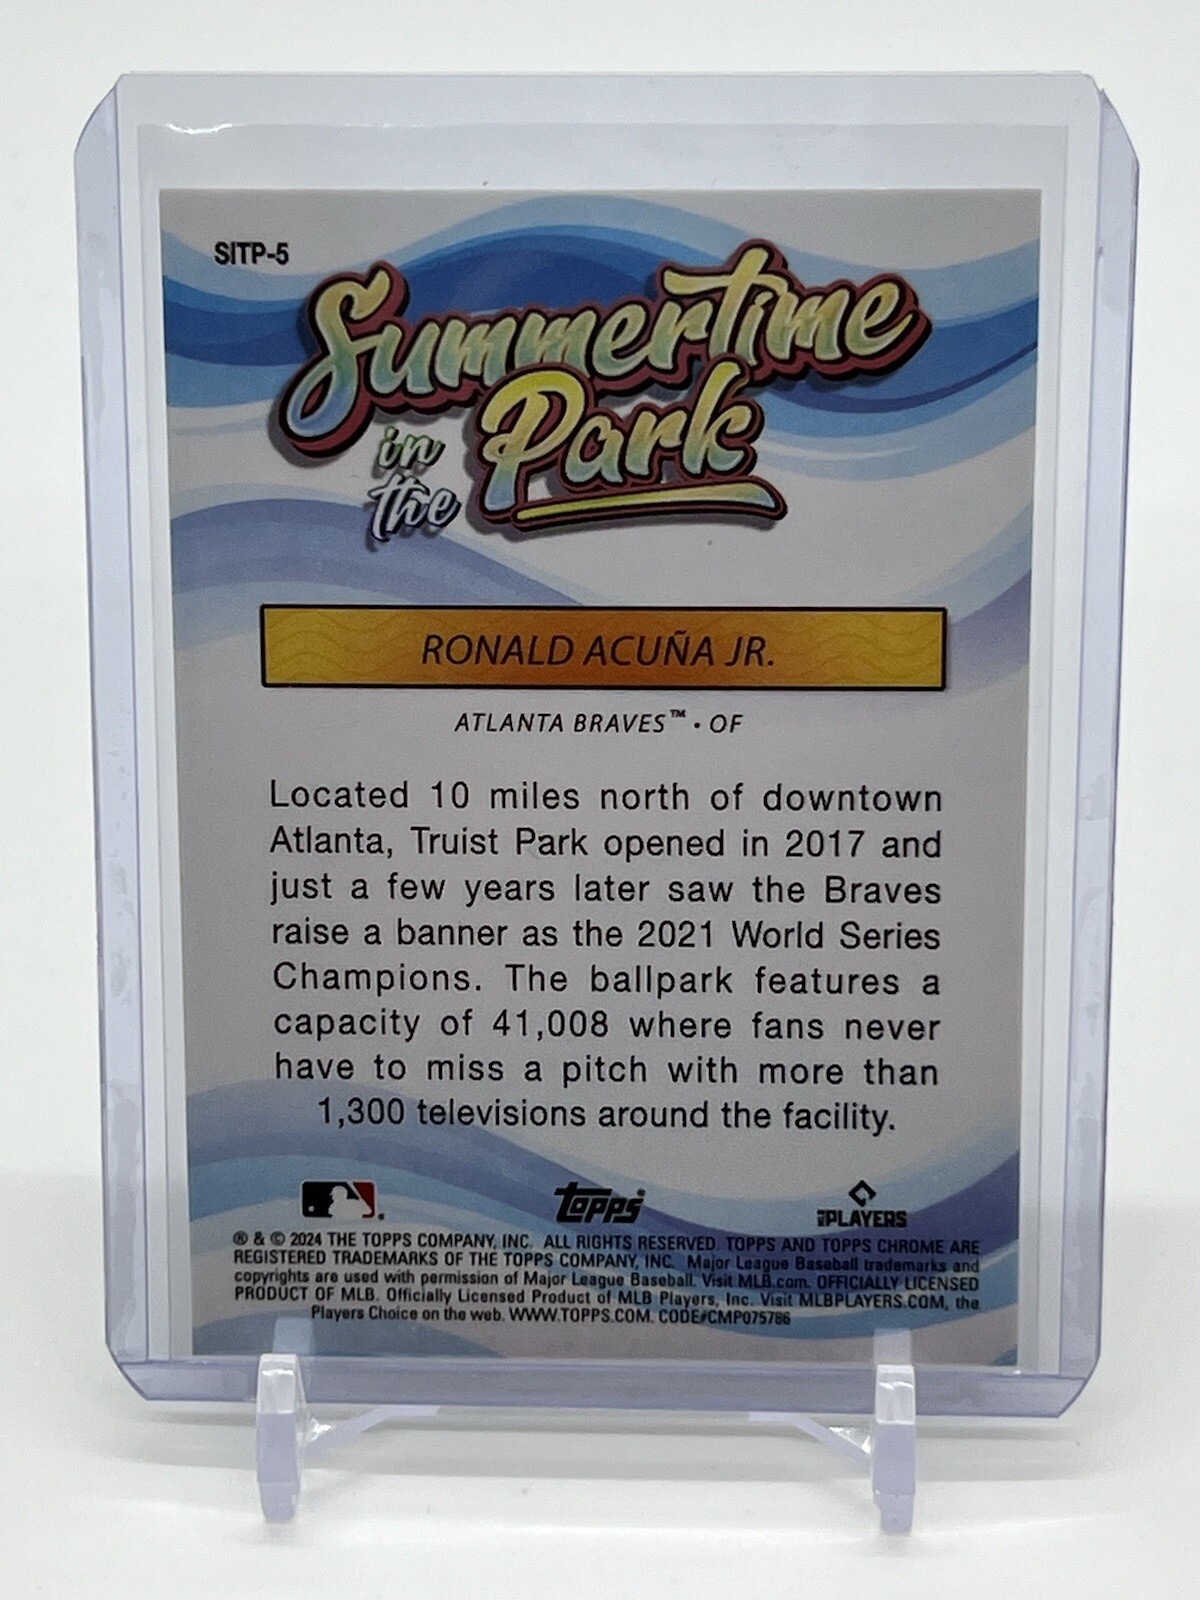 SITP-5
Summertime
in the Park
RONALD ACUÑA JR.
ATLANTA BRAVES™ • OF
Located 10 miles north of downtown
Atlanta, Truist Park opened in 2017 and
just a few years later saw the Braves
raise a banner as the 2021 World Series
Champions. The ballpark features a
capacity of 41,008 where fans never
have to miss a pitch with more than
1,300 televisions around the facility.
topps
PLAYERS
® & © 2024 THE TOPPS COMPANY, INC. ALL RIGHTS RESERVED. TOPPS AND TOPPS CHROME ARE
REGISTERED TRADEMARKS OF THE TOPPS COMPANY, INC. Major League Baseball trademarks and
copyrights are used with permission of Major League Baseball. Visit MLB.com. OFFICIALLY LICENSED
PRODUCT OF MLB. Officially Licensed Product of MLB Players, Inc. Visit MLBPLAYERS.COM, the
Players Choice on the web. WWW.TOPPS.COM. CODE#CMP075786